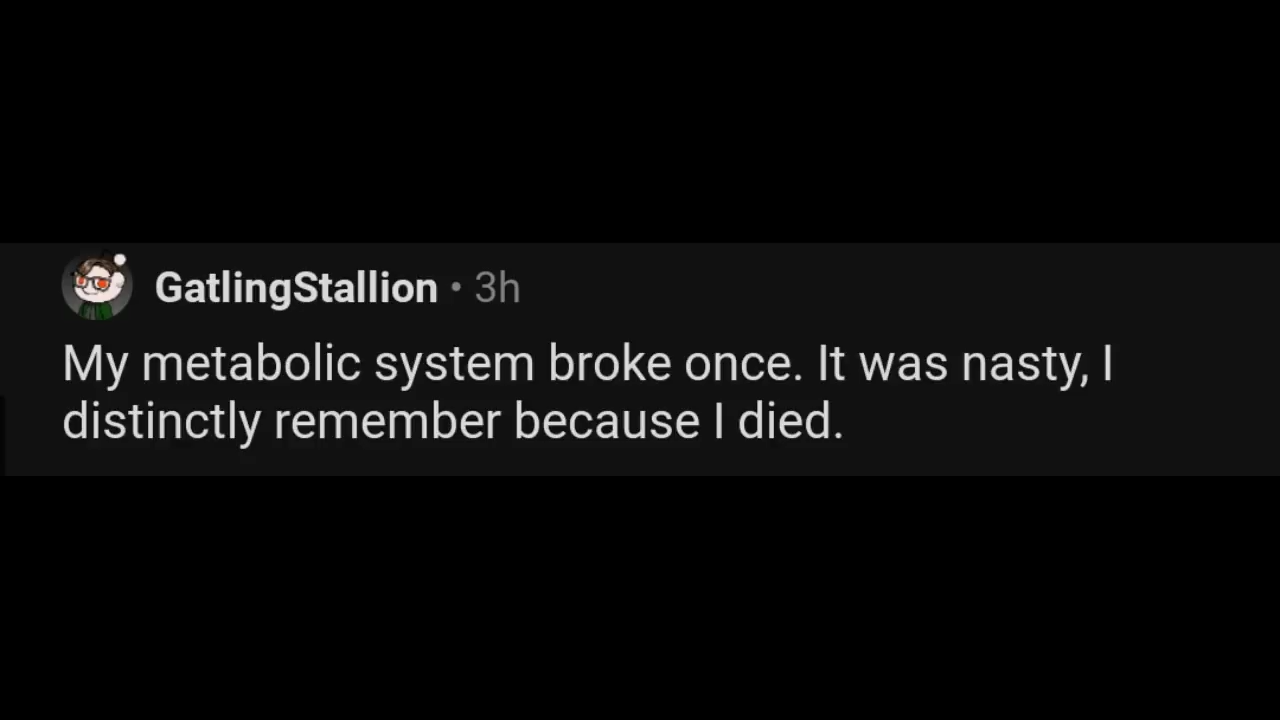 GatlingStallion • 3h
My metabolic system broke once. It was nasty, I
distinctly remember because I died.